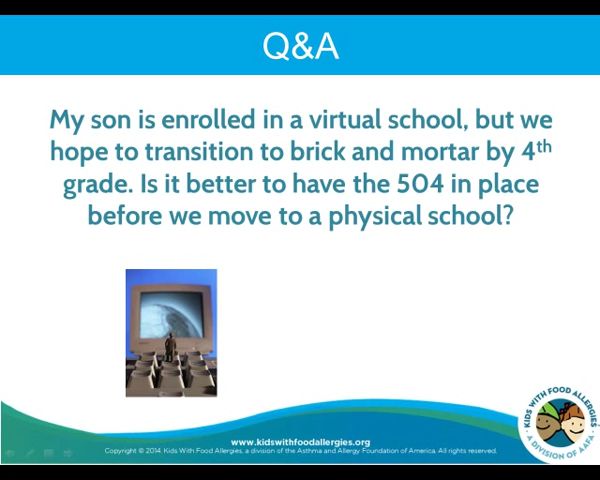 Q&A
My son is enrolled in a virtual school, but we
hope to transition to brick and mortar by 4th
grade. Is it better to have the 504 in place
before we move to a physical school?
KIDS WITH FOOD ALLERGIES
A DIVISION OF AAFA
www.kidswithfoodallergies.org
Copyright © 2014. Kids With Food Allergies, a division of the Asthma and Allergy Foundation of America. All rights reserved.